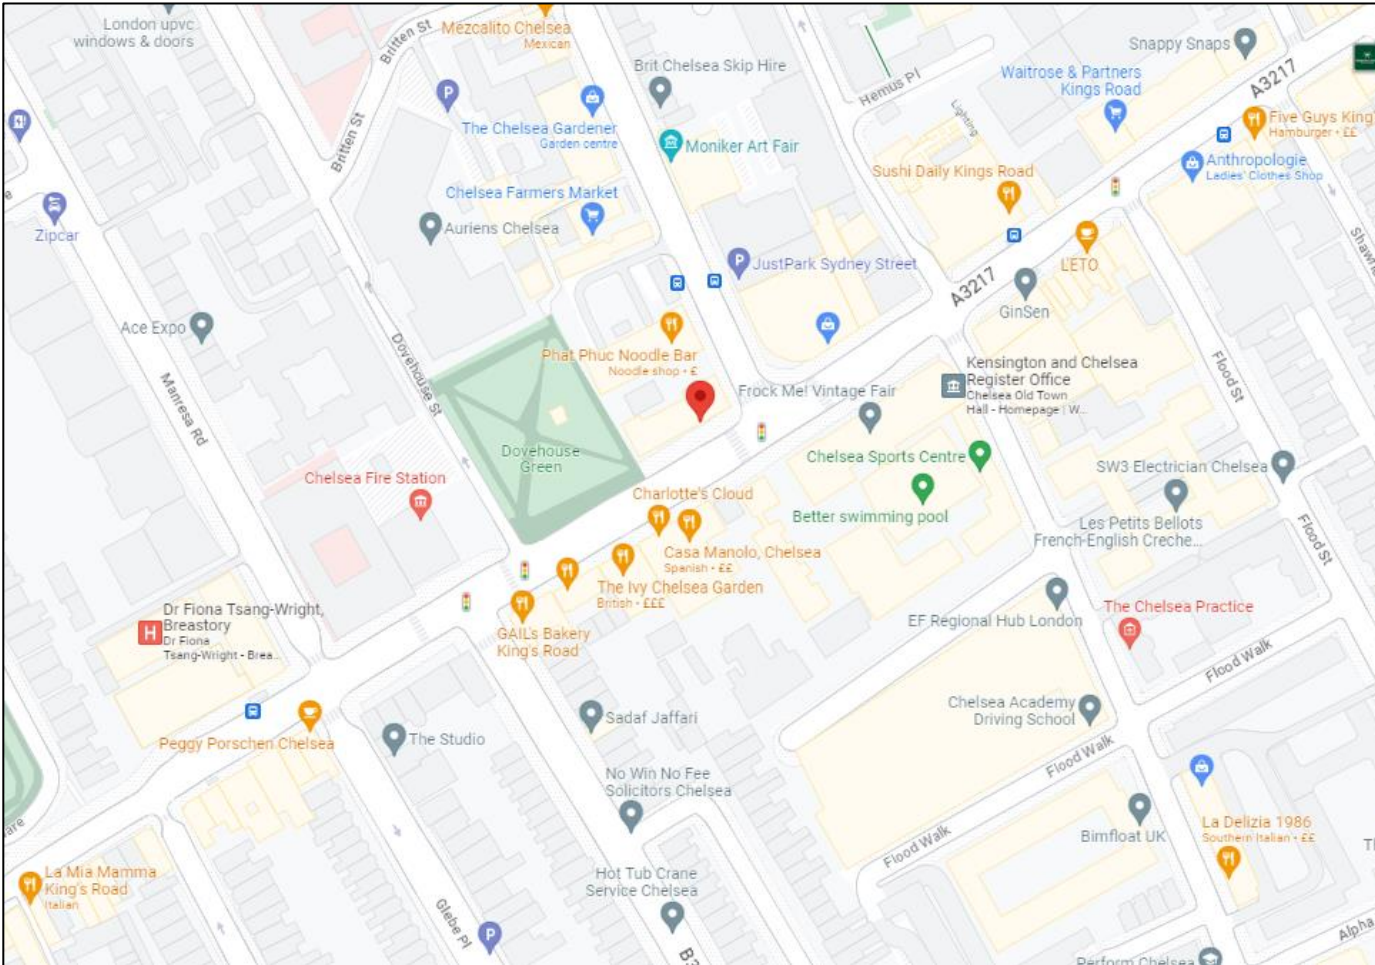 London upvc
windows & doors
Britten St
Mezcalito Chelsea
Mexican
Brit Chelsea Skip Hire
Snappy Snaps
Waitrose & Partners
Kings Road
A3217
Hemus Pl
Lighting
Five Guys King
Hamburger • ££
The Chelsea Gardener
Garden centre
Britten St
Moniker Art Fair
Anthropologie
Ladies' Clothes Shop
Sushi Daily Kings Road
Chelsea Farmers Market
Zipcar
Auriens Chelsea
JustPark Sydney Street
L'ETO
A3217
GinSen
Ace Expo
Dovehouse St
Phat Phuc Noodle Bar
Noodle shop • £
Flood St
Kensington and Chelsea
Register Office
Chelsea Old Town
Hall - Homepage | W...
Frock Me! Vintage Fair
Manresa Rd
Dovehouse
Green
Chelsea Sports Centre
SW3 Electrician Chelsea
Chelsea Fire Station
Charlotte's Cloud
Better swimming pool
Les Petits Bellots
French-English Creche...
Flood St
Casa Manolo, Chelsea
Spanish • ££
The Ivy Chelsea Garden
British • £££
Dr Fiona Tsang-Wright,
Breastory
Dr Fiona
Tsang-Wright - Brea...
GAIL's Bakery
King's Road
EF Regional Hub London
The Chelsea Practice
Flood Walk
Chelsea Academy
Driving School
Sadaf Jaffari
The Studio
Peggy Porschen Chelsea
Flood Walk
No Win No Fee
Solicitors Chelsea
Bimfloat UK
La Delizia 1986
Southern Italian • ££
Flood Walk
La Mia Mamma
King's Road
Italian
Hot Tub Crane
Service Chelsea
Glebe Pl
Alpha
Perform Chelsea